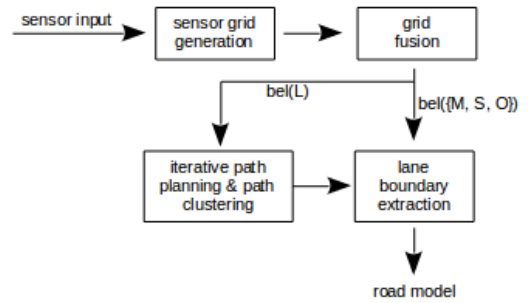 sensor input
sensor grid
generation
grid
fusion
bel(L)
bel({M, S, O})
iterative path
planning & path
clustering
lane
boundary
extraction
road model